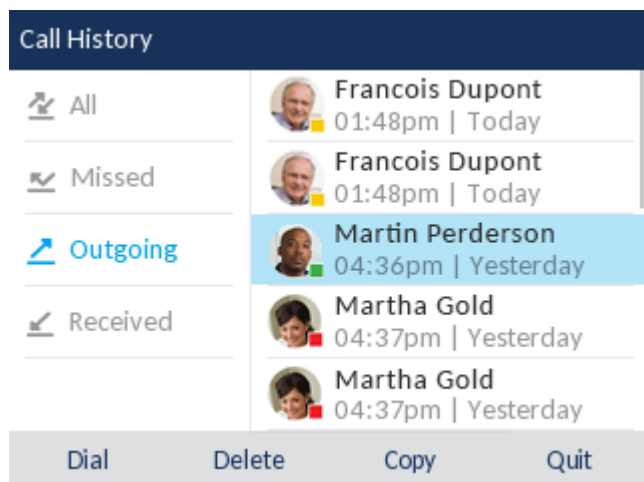 Call History
All
Missed
Outgoing
Received
Francois Dupont
01:48pm | Today
Francois Dupont
01:48pm | Today
Martin Perderson
04:36pm | Yesterday
Martha Gold
04:37pm | Yesterday
Martha Gold
04:37pm | Yesterday
Dial Delete Copy Quit